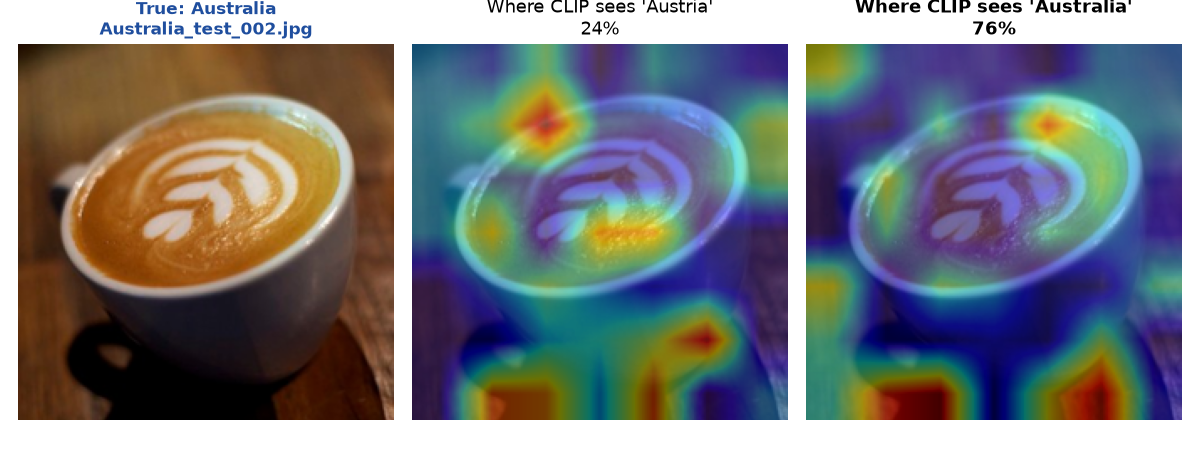 True: Australia
Australia_test_002.jpg
Where CLIP sees 'Austria'
24%
Where CLIP sees 'Australia'
76%